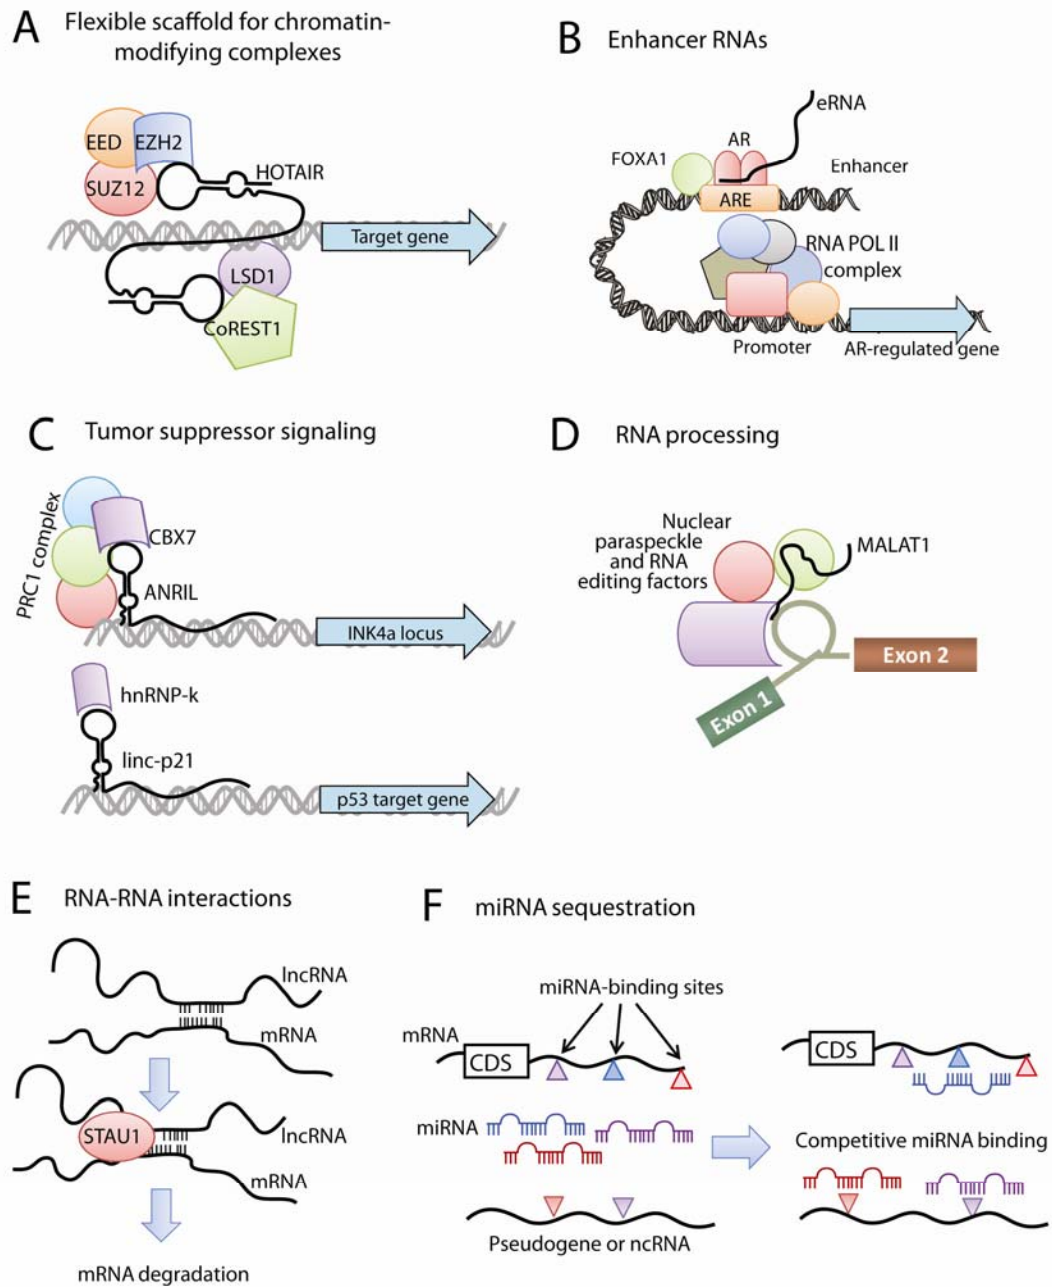 A
Flexible scaffold for chromatin-
modifying complexes
EED
EZH2
SUZ12
HOTAIR
Target gene
LSD1
CoREST1
B
Enhancer RNAs
eRNA
AR
FOXA1
Enhancer
ARE
RNA POL II
complex
Promoter
AR-regulated gene
C
Tumor suppressor signaling
PRC1 complex
CBX7
ANRIL
INK4a locus
hnRNP-k
linc-p21
p53 target gene
D
RNA processing
Nuclear
paraspeckle
and RNA
editing factors
MALAT1
Exon 2
Exon 1
E
RNA-RNA interactions
lncRNA
mRNA
STAU1
lncRNA
mRNA
mRNA degradation
F
miRNA sequestration
miRNA-binding sites
mRNA
CDS
miRNA
Pseudogene or ncRNA
CDS
Competitive miRNA binding